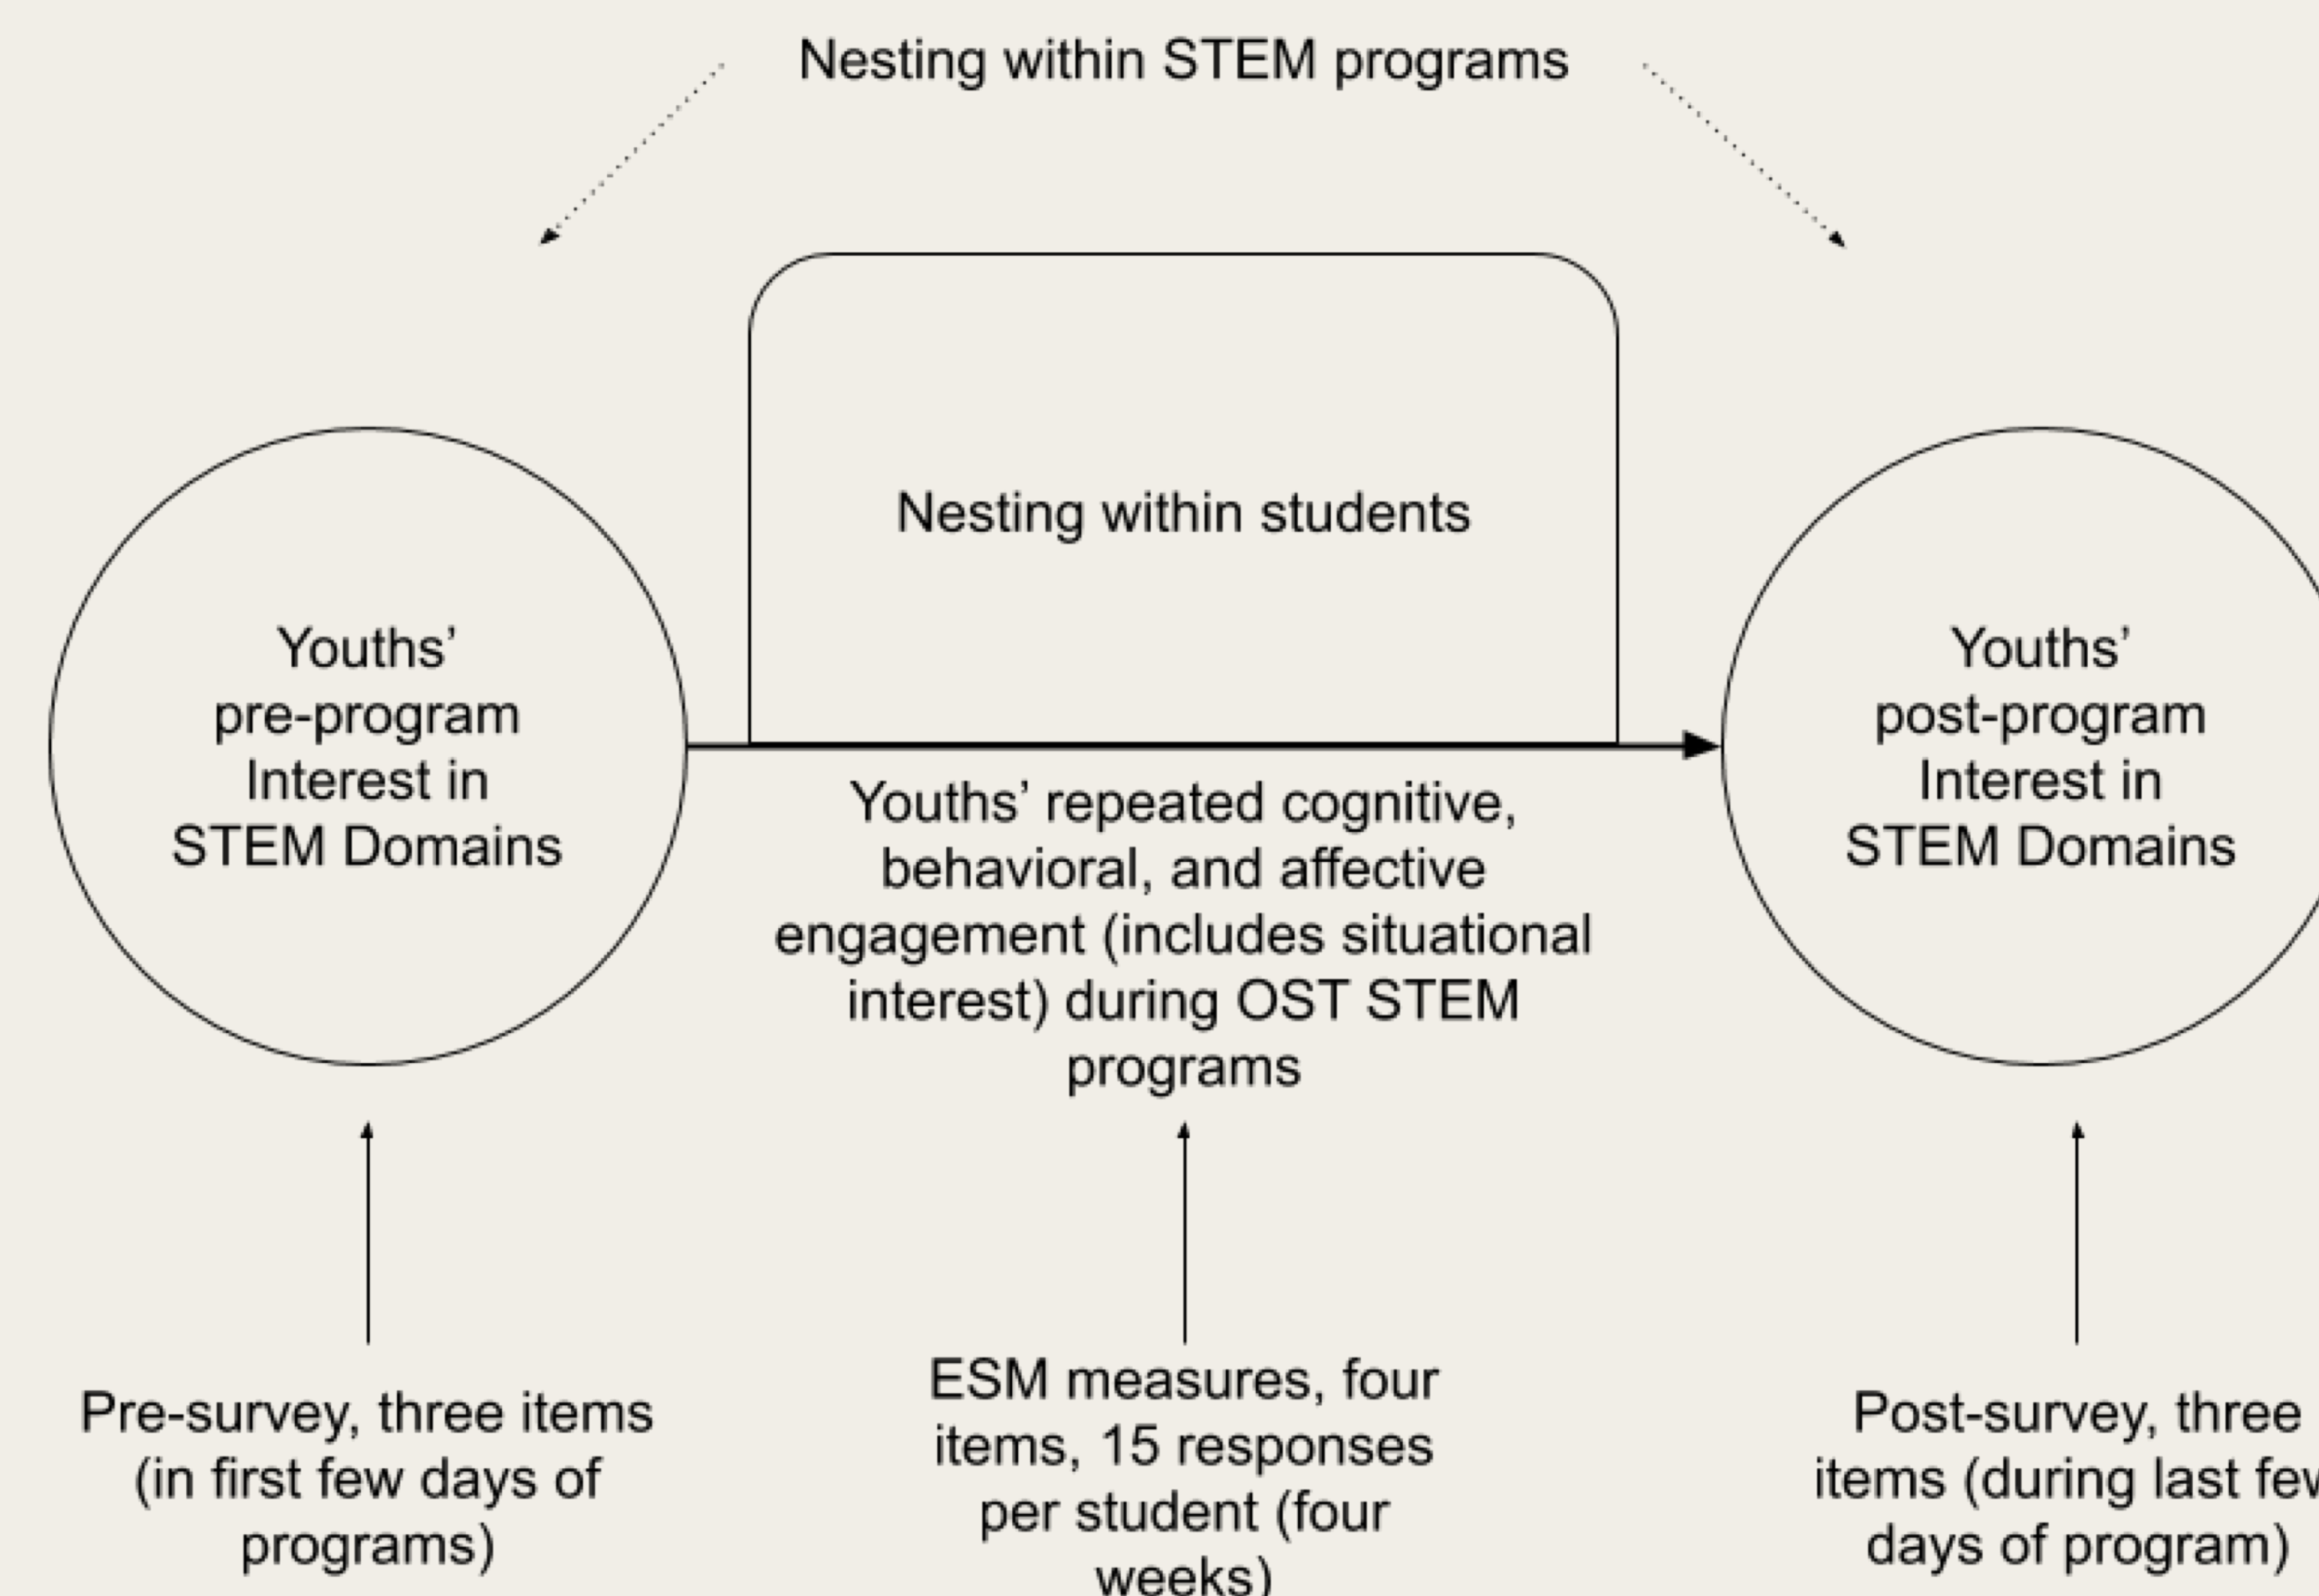 Nesting within STEM programs
Nesting within students
Youths’
pre-program
Interest in
STEM Domains
Youths’ repeated cognitive,
behavioral, and affective
engagement (includes situational
interest) during OST STEM
programs
Youths’
post-program
Interest in
STEM Domains
Pre-survey, three items
(in first few days of
programs)
ESM measures, four
items, 15 responses
per student (four
weeks)
Post-survey, three
items (during last few
days of program)